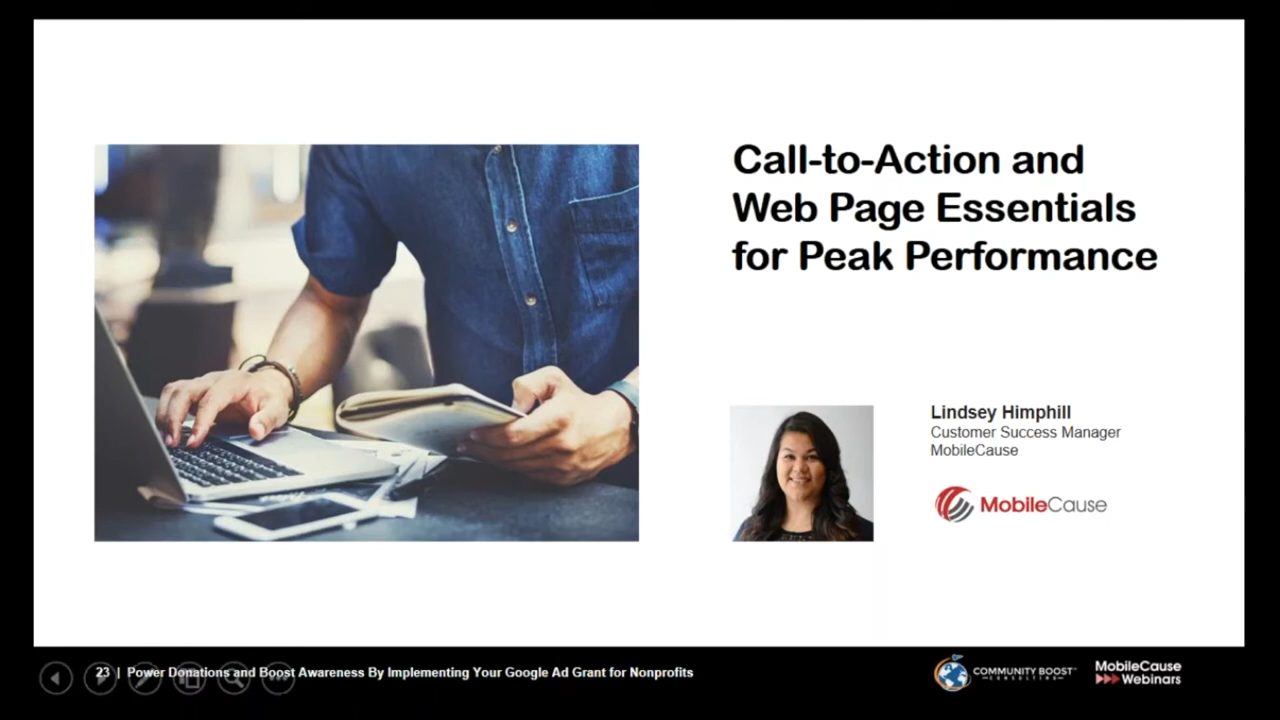 Call-to-Action and
Web Page Essentials
for Peak Performance
Lindsey Himphill
Customer Success Manager
MobileCause
MobileCause
23 | Power Donations and Boost Awareness By Implementing Your Google Ad Grant for Nonprofits
COMMUNITY BOOST
CONSULTING
MobileCause
Webinars